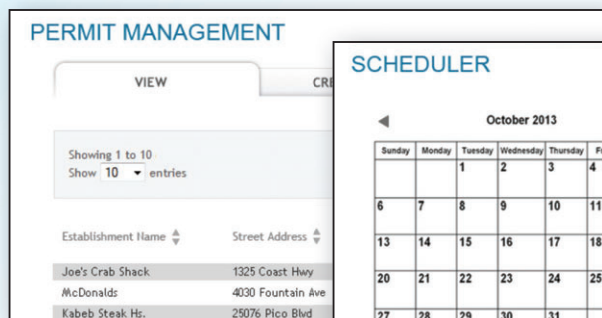 PERMIT MANAGEMENT
VIEW
CRE
Showing 1 to 10
Show 10 entries
Establishment Name
Street Address
Joe's Crab Shack
1325 Coast Hwy
McDonalds
4030 Fountain Ave
Kabeb Steak Hs.
25076 Pico Blvd
SCHEDULER
October 2013
Sunday Monday Tuesday Wednesday Thursday F
1 2 3 4
6 7 8 9 10 11
13 14 15 16 17 18
20 21 22 23 24 25
27 28 29 30 31